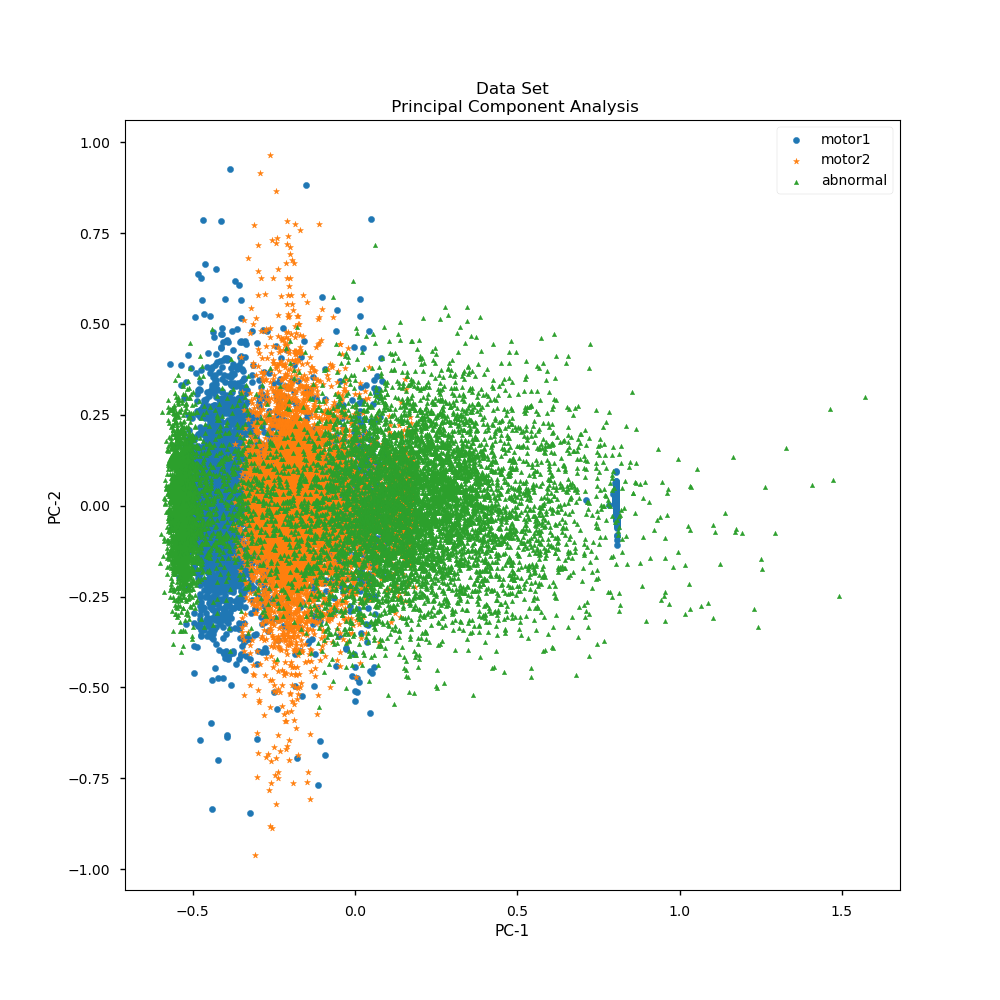 Data Set
Principal Component Analysis
motor1
motor2
abnormal
1.00
0.75
0.50
0.25
0.00
−0.25
−0.50
−0.75
−1.00
PC-2
−0.5
0.0
0.5
1.0
1.5
PC-1